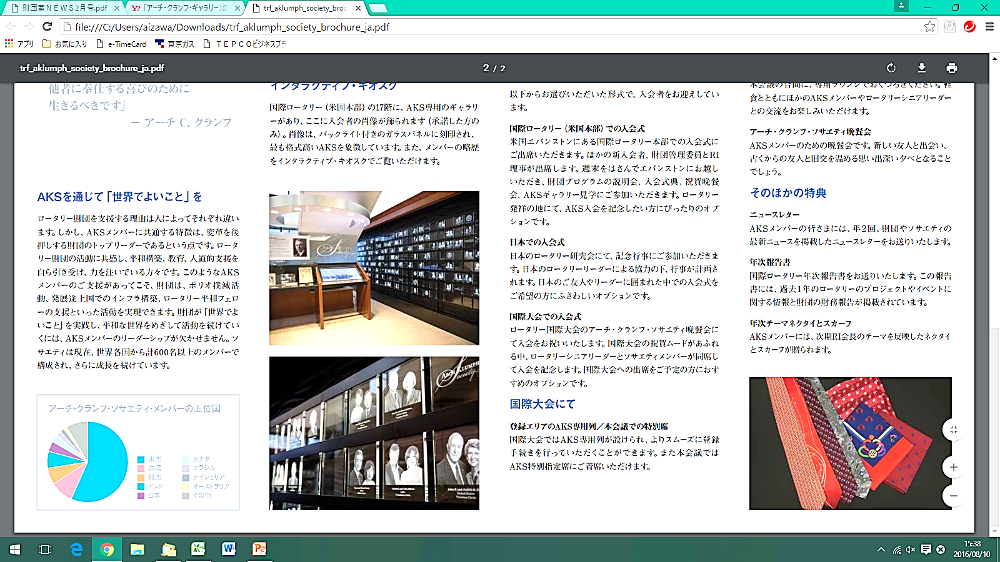 財団室NEWS2月号.pdf
「アーチ・クランフ・ギャラリー」の
trf_aklumph_society_broc
file:///C:/Users/aizawa/Downloads/trf_aklumph_society_brochure_ja.pdf
アプリ お気に入り e-TimeCard 東京ガス TEPCOビジネスプラ
trf_aklumph_society_brochure_ja.pdf
2 / 2
他者に奉仕する喜びのために
生きるべきです」
− アーチ C. クランフ
AKSを通じて「世界でよいこと」を
ロータリー財団を支援する理由は人によってそれぞれ違い
ます。しかし、AKSメンバーに共通する特徴は、変革を後
押しする財団のトップリーダーであるという点です。ロータ
リー財団の活動に共感し、平和構築、教育、人道的支援を
自ら引き受け、力を注いでいる方々です。このようなAKS
メンバーのご支援があってこそ、財団は、ポリオ撲滅活
動、発展途上国でのインフラ構築、ロータリー平和フェロ
ーの支援といった活動を実現できます。財団が「世界でよ
いこと」を実践し、平和な世界をめざして活動を続けてい
くには、AKSメンバーのリーダーシップが欠かせません。ソ
サエティは現在、世界各国から計600名以上のメンバーで
構成され、さらに成長を続けています。
アーチ・クランフ・ソサエティ・メンバーの上位国
米国
台湾
韓国
インド
日本
カナダ
ブラジル
ナイジェリア
オーストラリア
その他
インタラクティブ・キオスク
国際ロータリー(米国本部)の17階に、AKS専用のギャラリ
ーがあり、ここに入会者の肖像が飾られます(承諾した方の
み)。肖像は、バックライト付きのガラスパネルに刻印され、
最も格式高いAKSを象徴しています。また、メンバーの略歴
をインタラクティブ・キオスクでご覧いただけます。
ARCH KLUMPH
Society
以下からお選びいただいた形式で、入会者をお迎えしてい
ます。
国際ロータリー(米国本部)での入会式
米国エバンストンにある国際ロータリー本部での入会式に
ご出席いただきます。ほかの新入会者、財団管理委員とRI
理事が出席します。週末をはさんでエバンストンにお越し
いただき、財団プログラムの説明会、入会式典、祝賀晩餐
会、AKSギャラリー見学にご参加いただきます。ロータリー
発祥の地にて、AKS入会を記念したい方にぴったりのオプ
ションです。
日本での入会式
日本のロータリー研究会にて、記念行事にご参加いただきま
す。日本のロータリーリーダーによる協力の下、行事が計画さ
れます。日本のご友人やリーダーに囲まれた中での入会式を
ご希望の方にふさわしいオプションです。
国際大会での入会式
ロータリー国際大会のアーチ・クランフ・ソサエティ晩餐会に
て入会をお祝いいたします。国際大会の祝賀ムードがあふれ
る中、ロータリーシニアリーダーとソサエティメンバーが同席し
て入会を記念します。国際大会への出席をご予定の方におす
すめのオプションです。
国際大会にて
登録エリアのAKS専用列／本会議での特別席
国際大会ではAKS専用列が設けられ、よりスムーズに登録
手続きを行っていただくことができます。また本会議では
AKS特別指定席にご着席いただけます。
本会議の合間に、専用ラウンジでおくつろぎください。軽
食とともにほかのAKSメンバーやロータリーシニアリーダー
との交流をお楽しみいただけます。
アーチ・クランフ・ソサエティ晩餐会
AKSメンバーのための晩餐会です。新しい友人と出会い、
古くからの友人と旧交を温める思い出深い夕べとなること
でしょう。
そのほかの特典
ニュースレター
AKSメンバーの皆さまには、年2回、財団やソサエティの
最新ニュースを掲載したニュースレターをお送りいたします。
年次報告書
国際ロータリー年次報告書をお送りいたします。この報告
書には、過去1年のロータリーのプロジェクトやイベントに
関する情報と財団の財務報告が掲載されています。
年次テーマネクタイとスカーフ
AKSメンバーには、次期RI会長のテーマを反映したネクタイ
とスカーフが贈られます。
15:38
2016/08/10